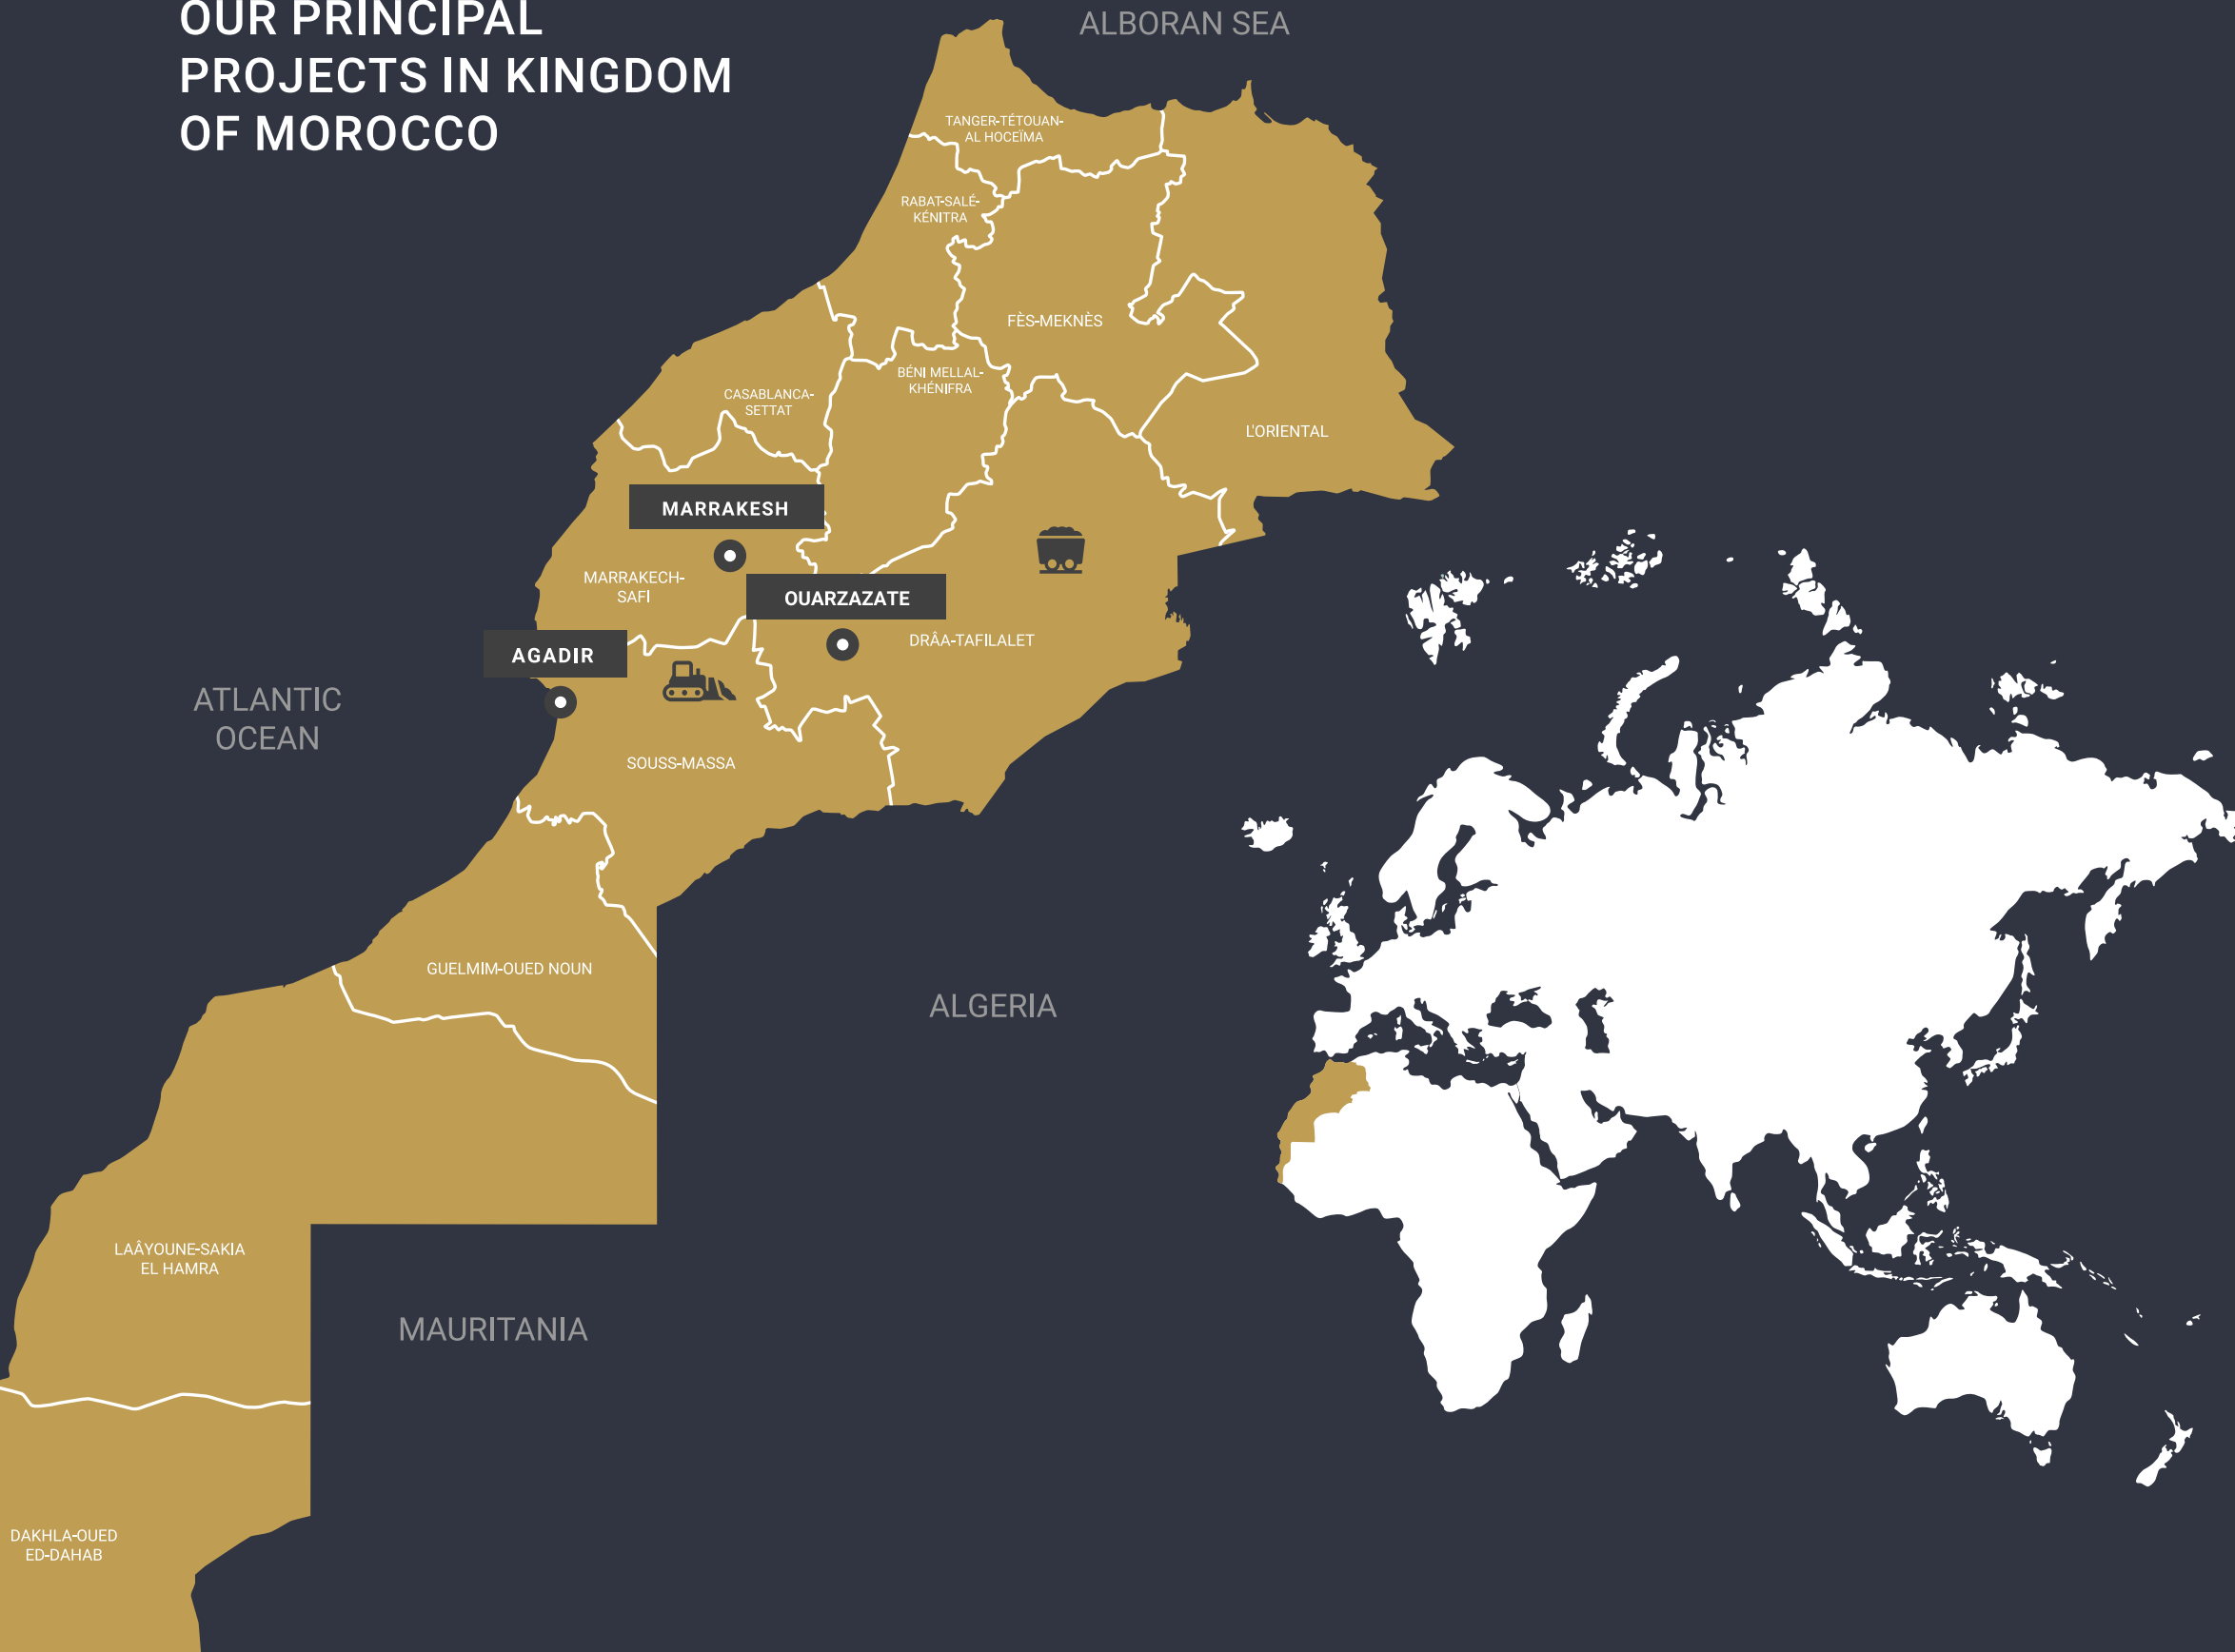 OUR PRINCIPAL
PROJECTS IN KINGDOM
OF MOROCCO
ALBORAN SEA
TANGER-TÉTOUAN-
AL HOCEÏMA
RABAT-SALÉ-
KÉNITRA
FÈS-MEKNÈS
BÉNI MELLAL-
KHÉNIFRA
CASABLANCA-
SETTAT
L'ORIENTAL
MARRAKESH
MARRAKECH-
SAFI
OUARZAZATE
DRÂA-TAFILALET
AGADIR
ATLANTIC
OCEAN
SOUSS-MASSA
GUELMIM-OUED NOUN
ALGERIA
LAÂYOUNE-SAKIA
EL HAMRA
MAURITANIA
DAKHLA-OUED
ED-DAHAB